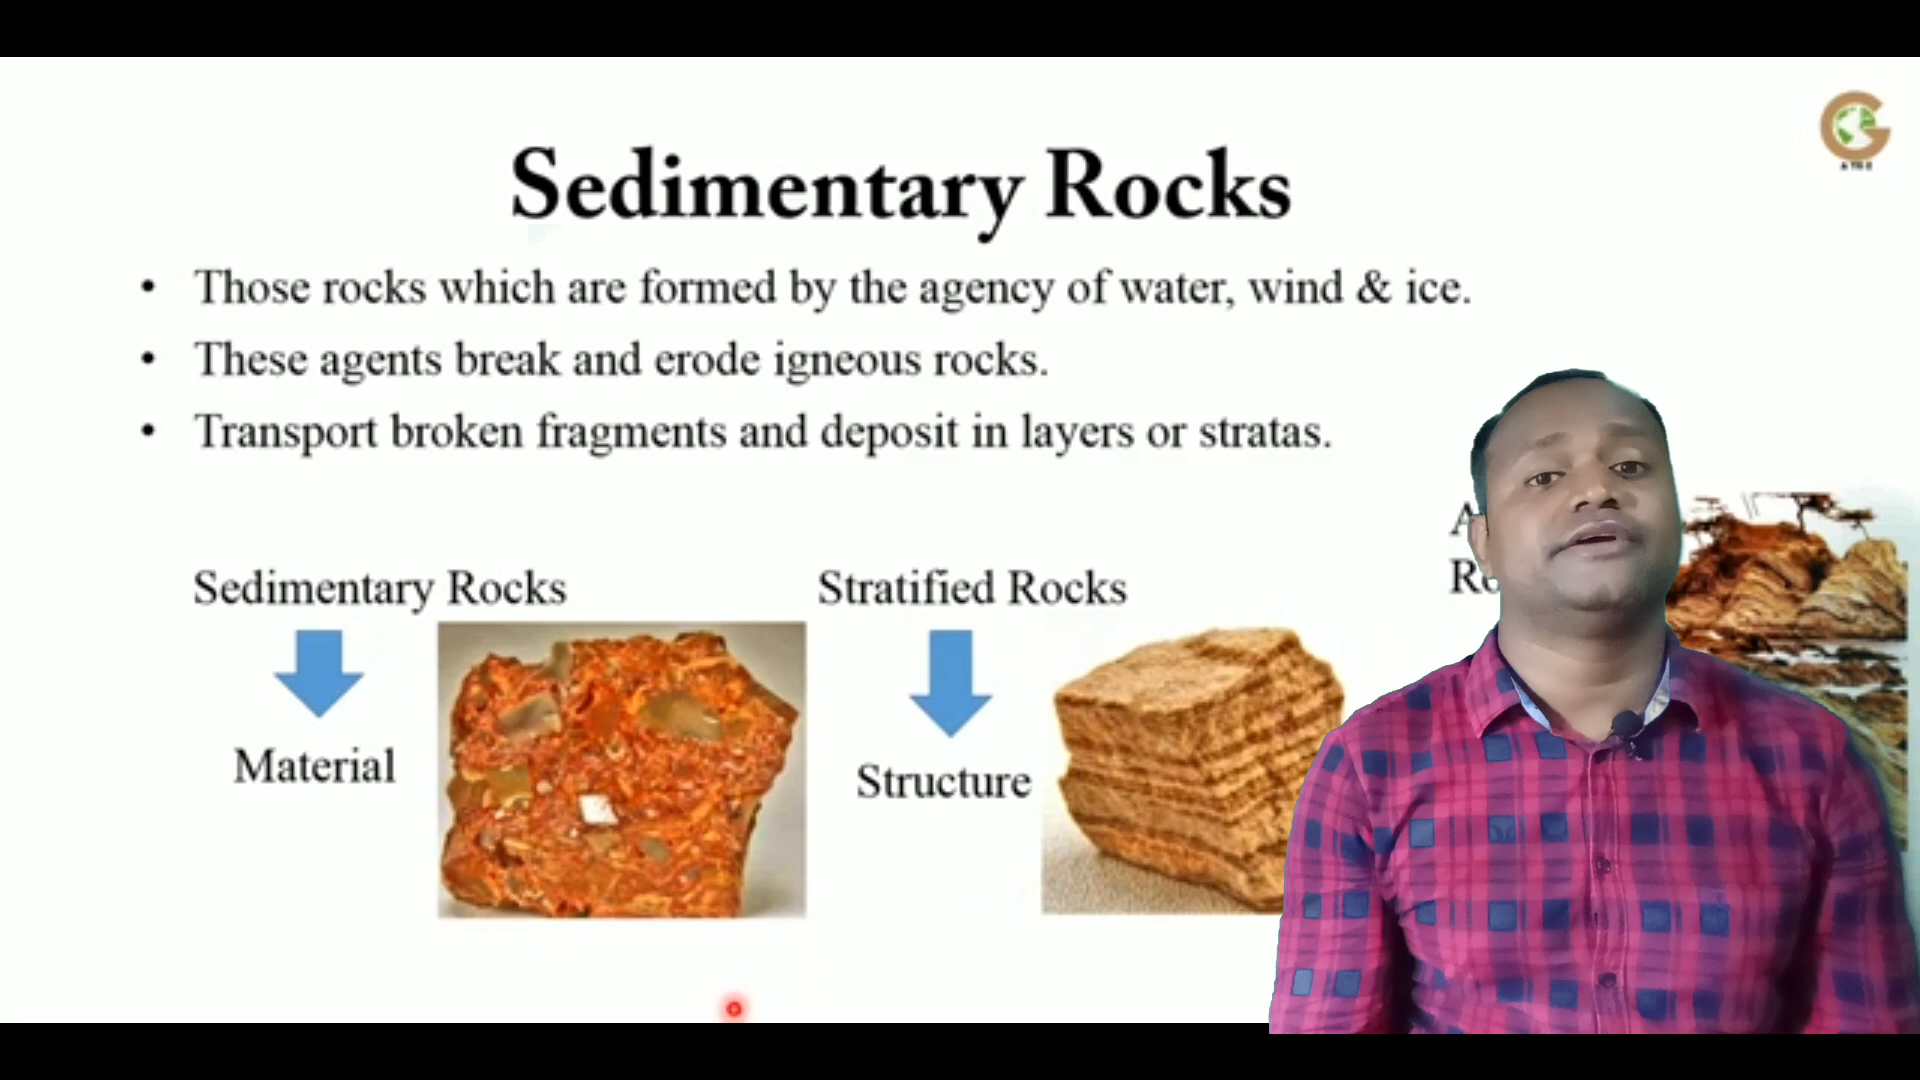 Sedimentary Rocks
• Those rocks which are formed by the agency of water, wind & ice.
• These agents break and erode igneous rocks.
• Transport broken fragments and deposit in layers or stratas.
Sedimentary Rocks
Material
Stratified Rocks
Structure